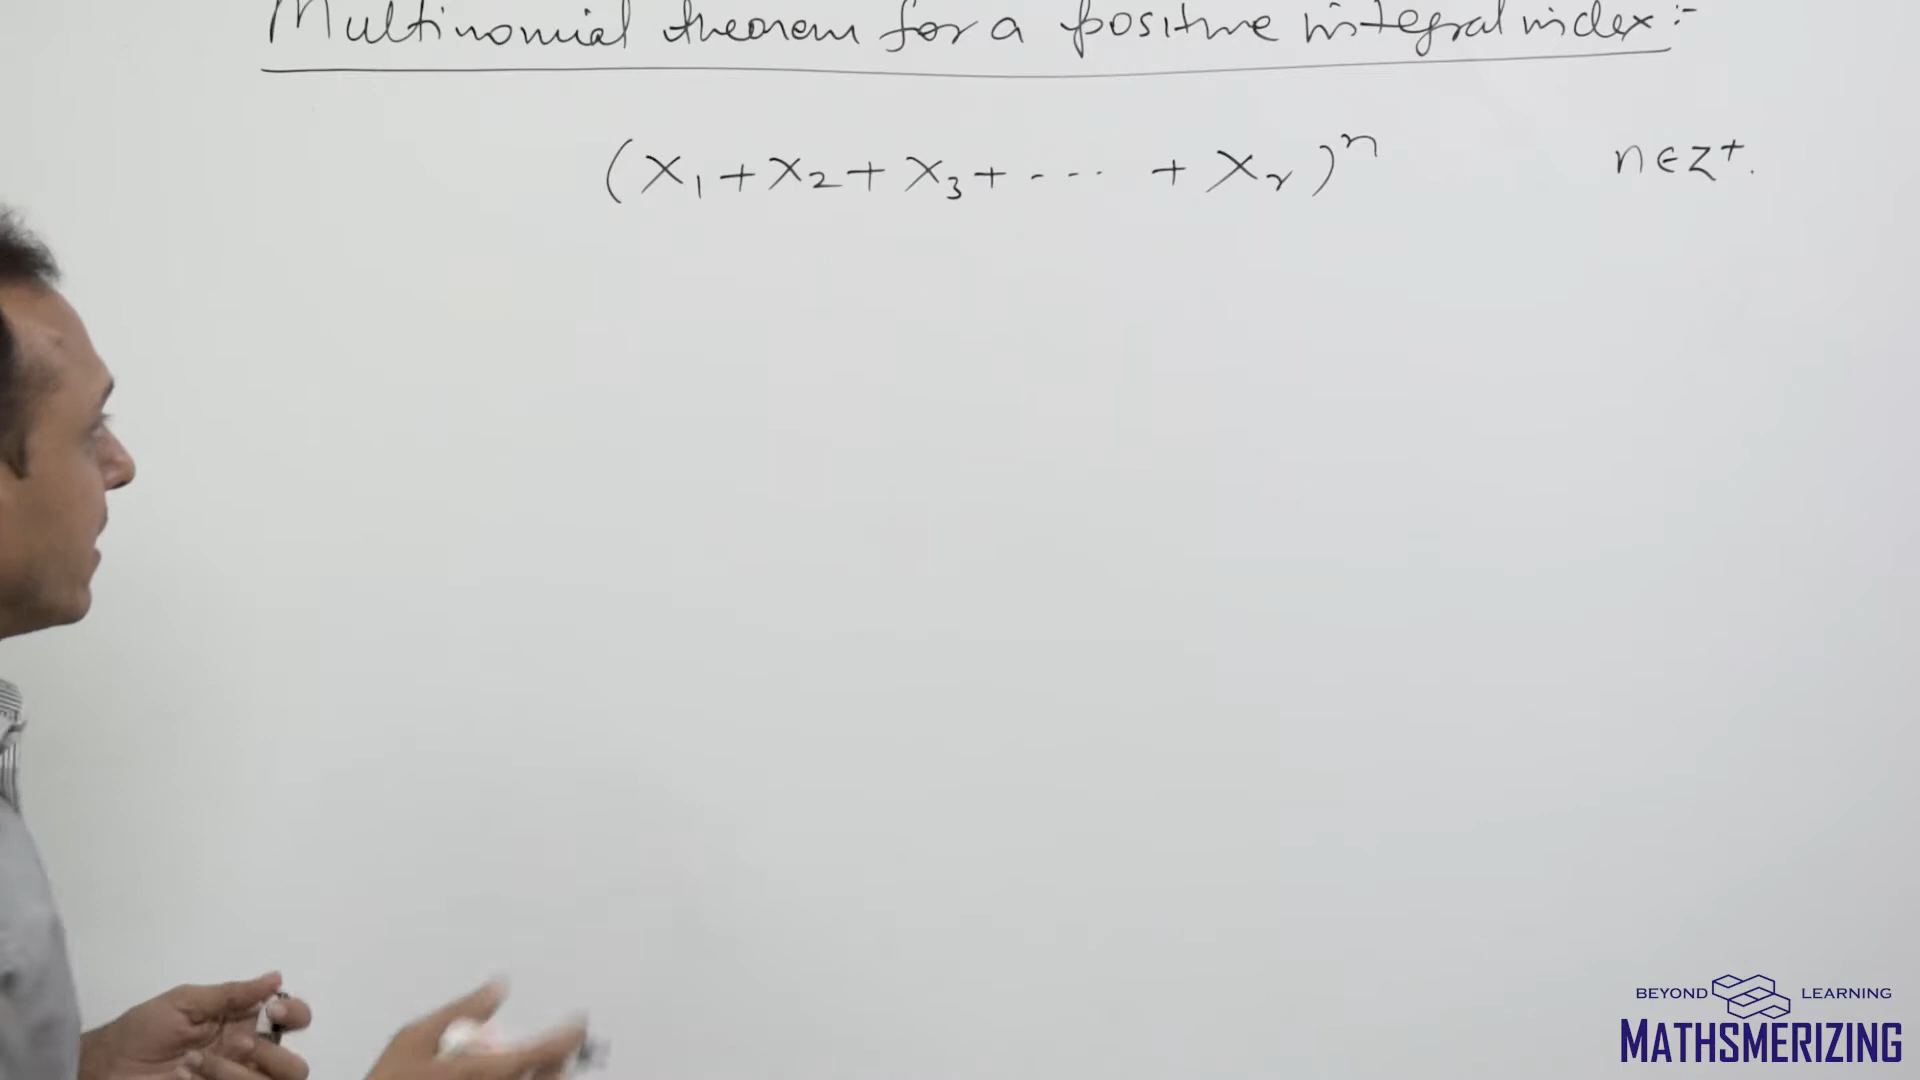 Multinomial theorem for a positive integral index:-
(x₁+x₂+x₃+---+xᵣ)ⁿ n∈Z⁺.
BEYOND LEARNING
MATHSMERIZING